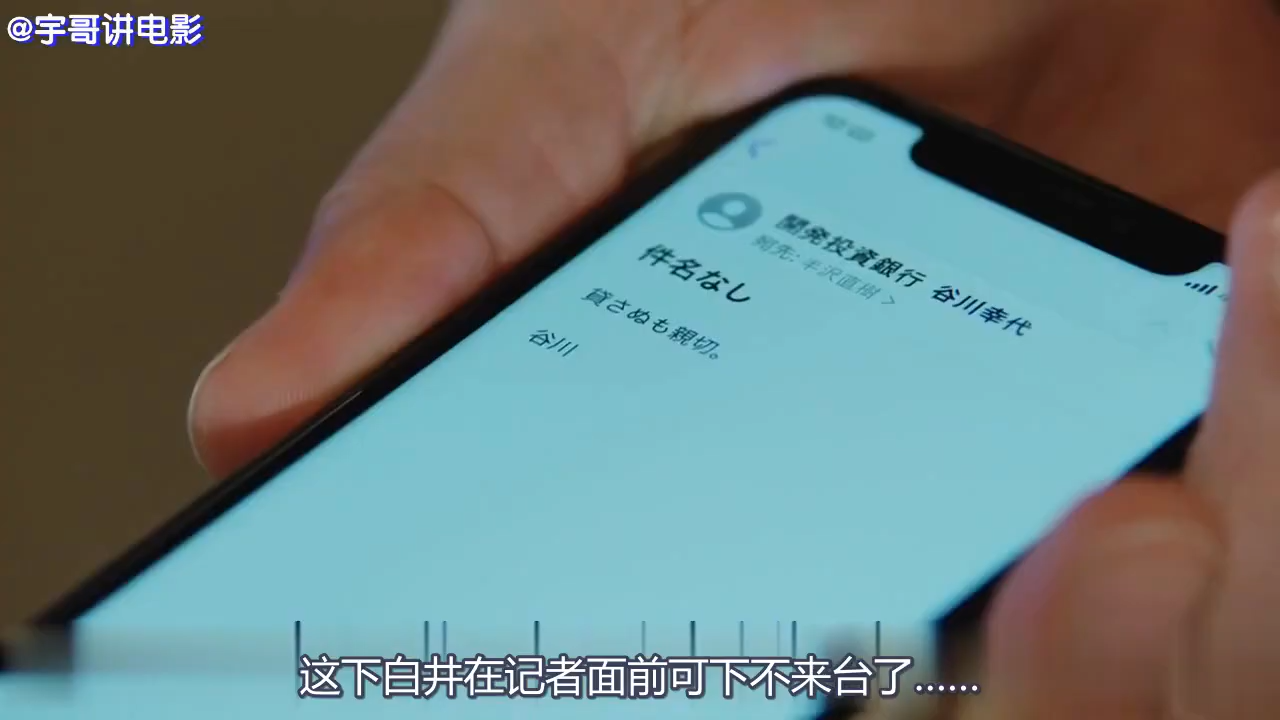 @宇哥讲电影
開発投資銀行 谷川幸代
宛先: 半沢直樹 >
件名なし
貸さぬも親切。
谷川
这下白井在记者面前可下不来台了......